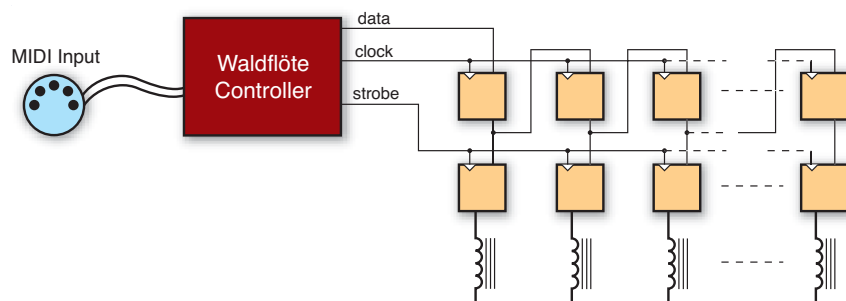 MIDI Input
Waldflöte
Controller
data
clock
strobe